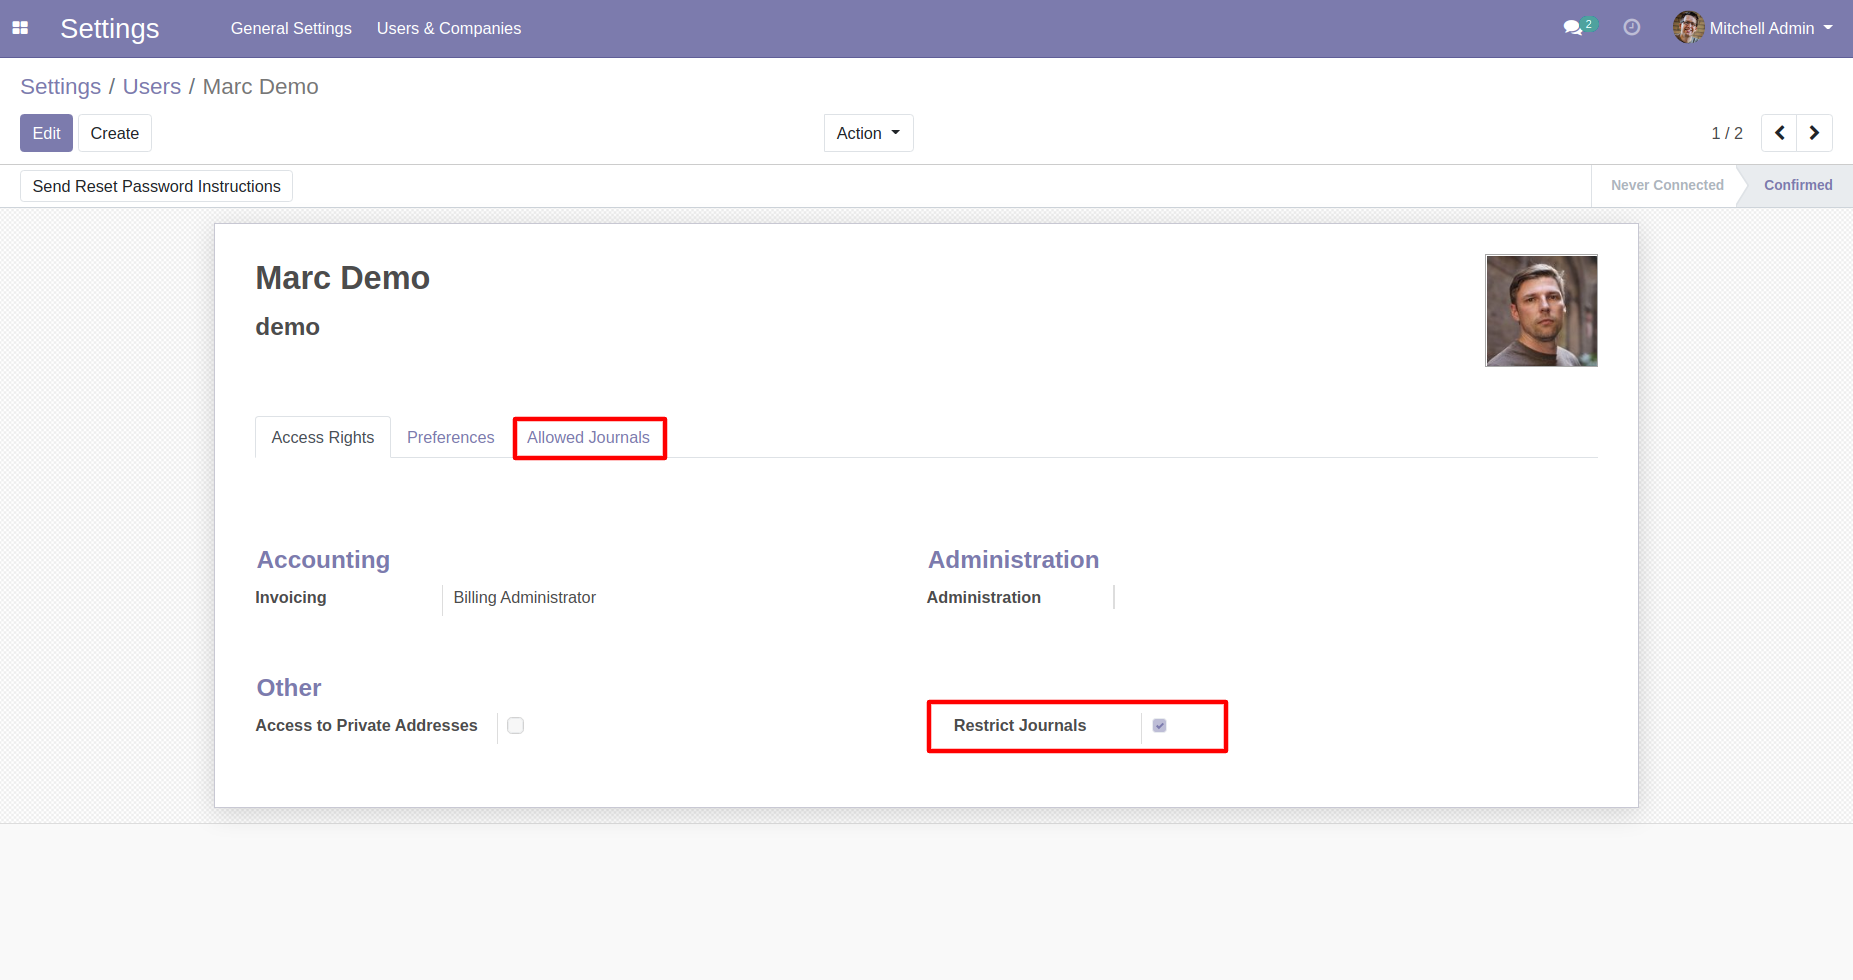 Settings General Settings Users & Companies 2 Mitchell Admin
Settings / Users / Marc Demo
Edit Create Action 1 / 2
Send Reset Password Instructions Never Connected Confirmed
Marc Demo
demo
Access Rights Preferences Allowed Journals
Accounting Administration
Invoicing Billing Administrator Administration
Other
Access to Private Addresses Restrict Journals